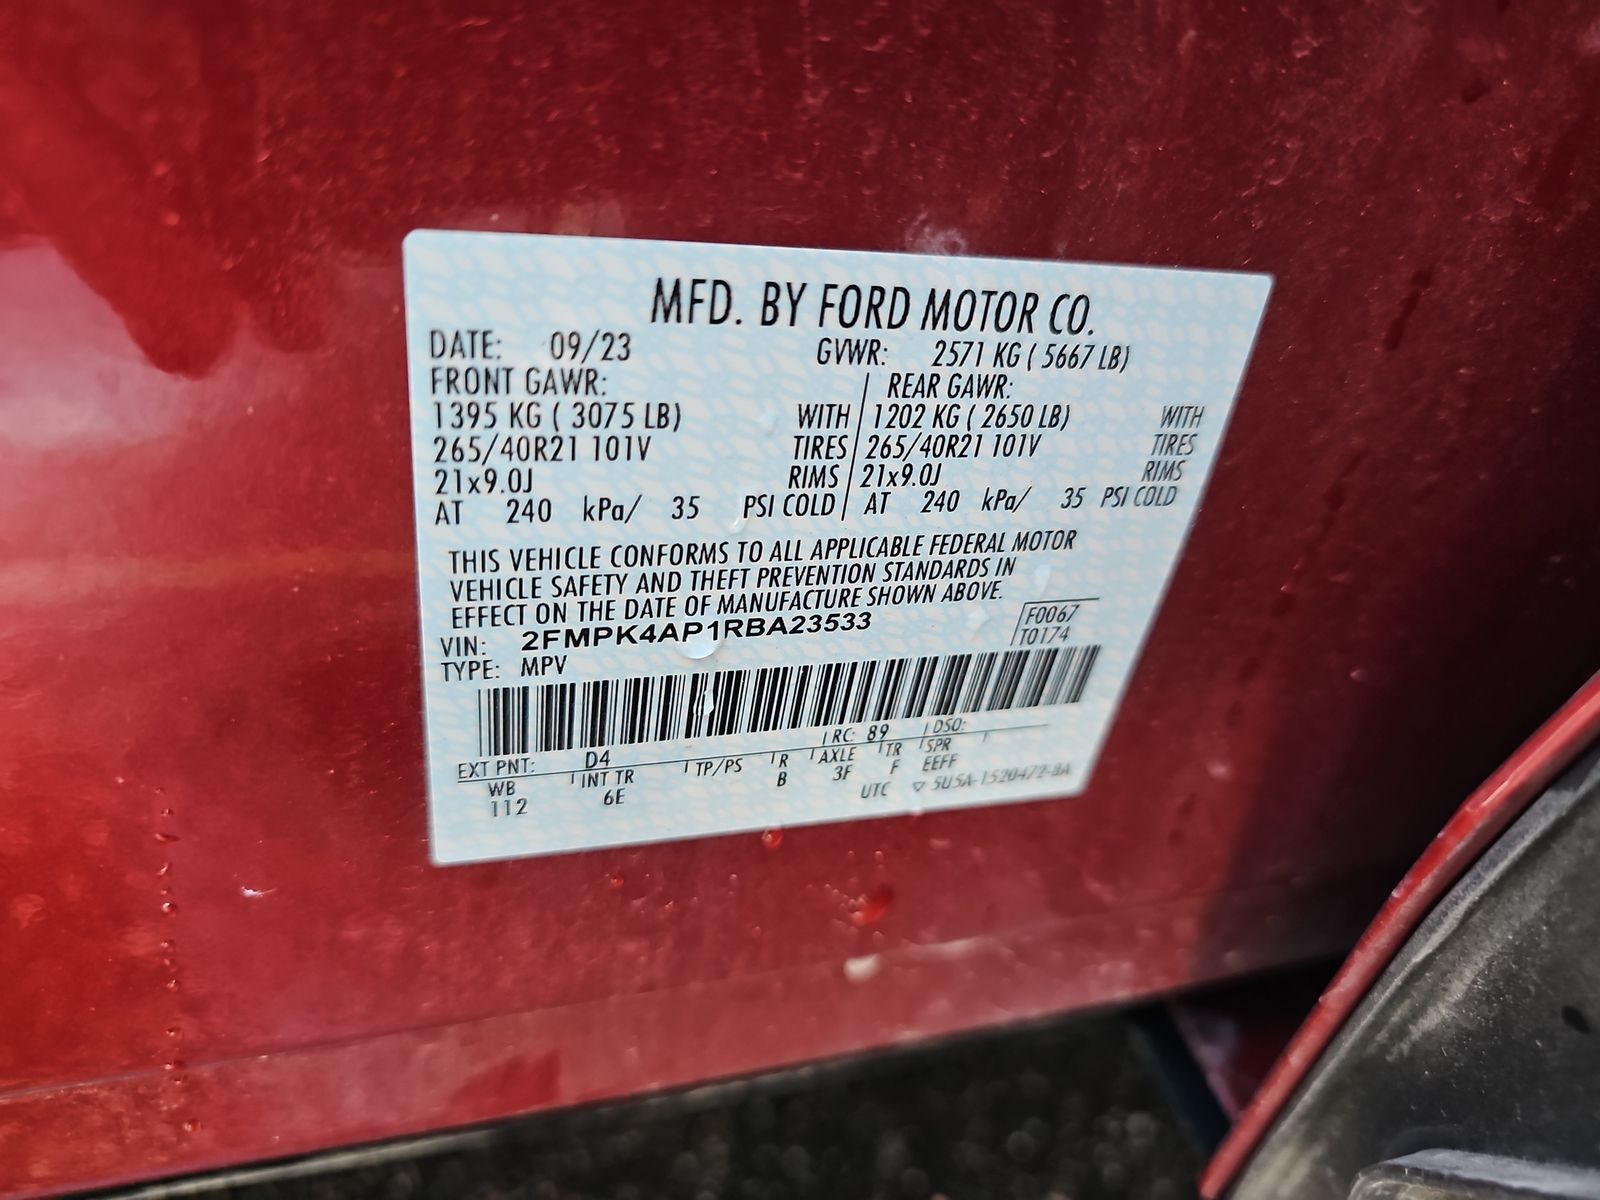 MFD. BY FORD MOTOR CO.
DATE: 09/23 GVWR: 2571 KG ( 5667 LB)
FRONT GAWR: REAR GAWR:
1395 KG ( 3075 LB) WITH 1202 KG ( 2650 LB) WITH
265/40R21 101V TIRES 265/40R21 101V TIRES
21x9.0J RIMS 21x9.0J RIMS
AT 240 kPa/ 35 PSI COLD AT 240 kPa/ 35 PSI COLD
THIS VEHICLE CONFORMS TO ALL APPLICABLE FEDERAL MOTOR
VEHICLE SAFETY AND THEFT PREVENTION STANDARDS IN
EFFECT ON THE DATE OF MANUFACTURE SHOWN ABOVE.
VIN: 2FMPK4AP1RBA23533 F0067
TYPE: MPV T0174
EXT PNT: D4 RC: 89 DSO:
WB INT TR TP/PS R AXLE TR SPR
112 6E B 3F F EEFF
UTC ▽ 5U5A-1520472-BA